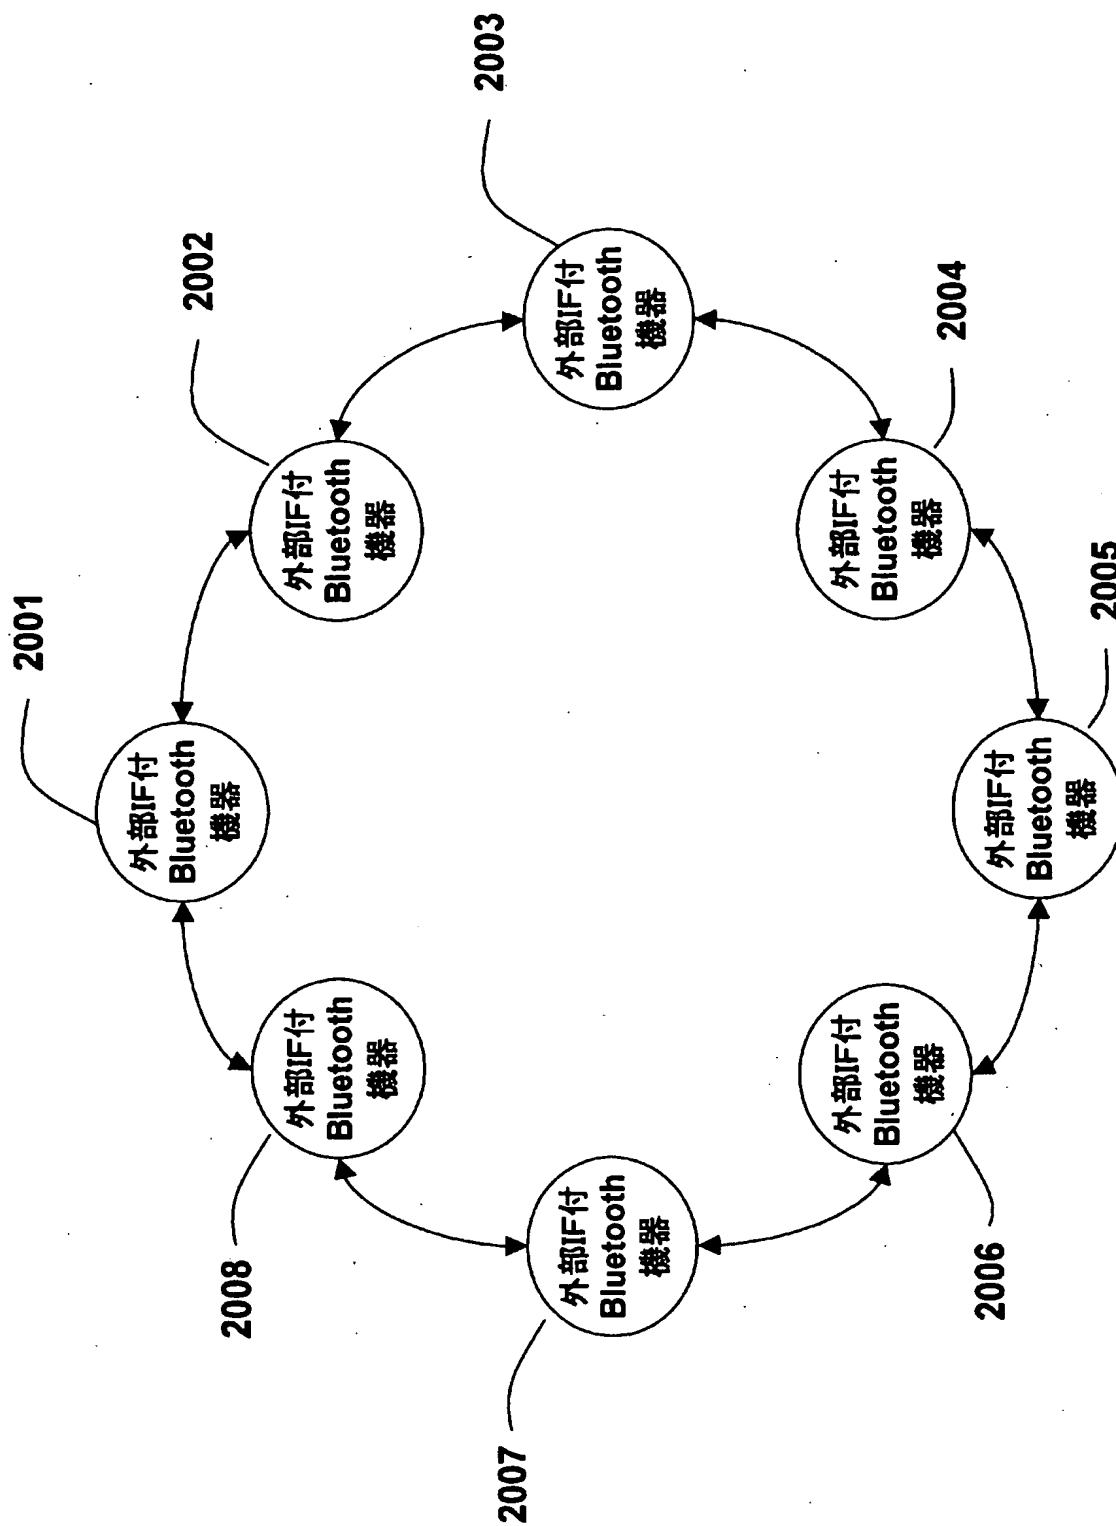 2001
外部IF付
Bluetooth
機器
2002
外部IF付
Bluetooth
機器
2003
外部IF付
Bluetooth
機器
2004
外部IF付
Bluetooth
機器
2005
外部IF付
Bluetooth
機器
2006
外部IF付
Bluetooth
機器
2007
外部IF付
Bluetooth
機器
2008
外部IF付
Bluetooth
機器